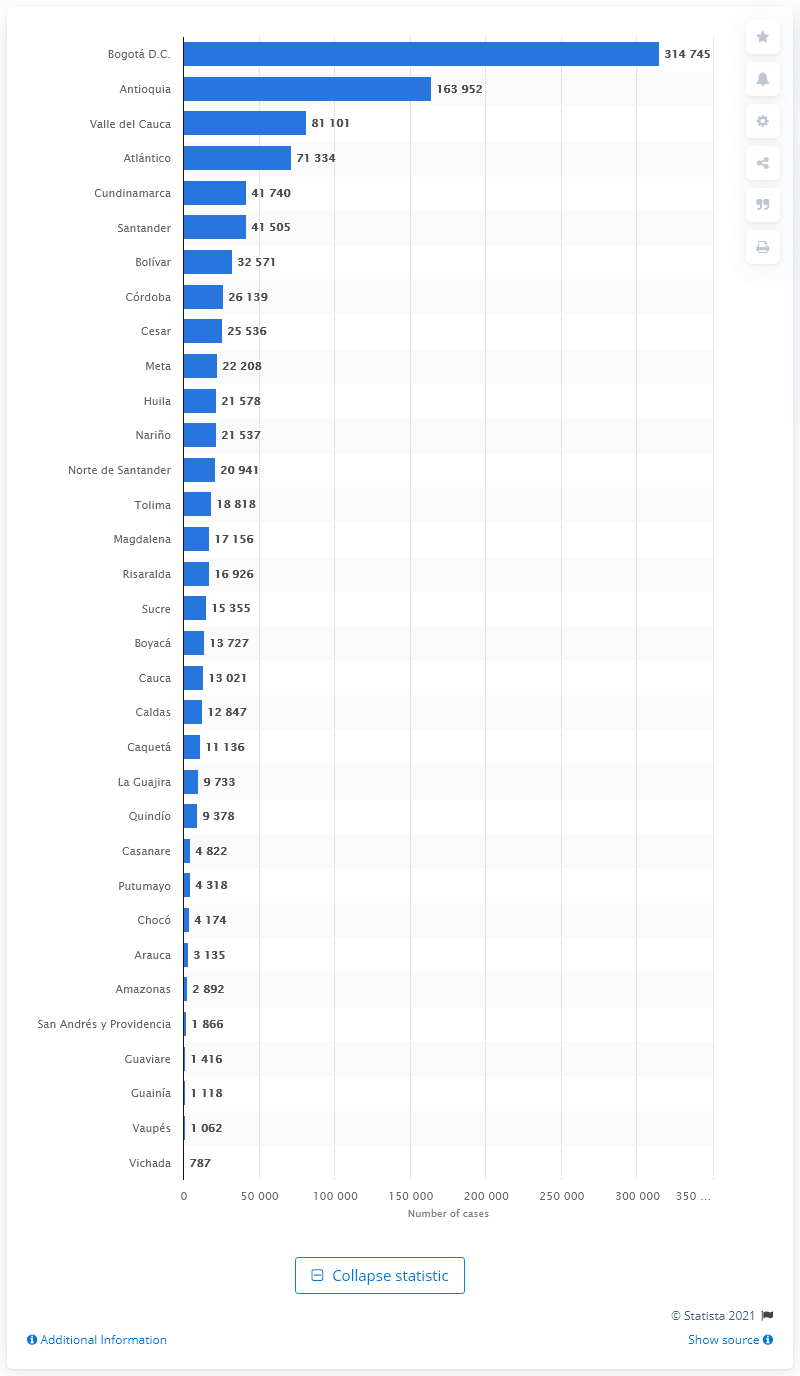 Bogotá D.C. 314 745
Antioquia 163 952
Valle del Cauca 81 101
Atlántico 71 334
Cundinamarca 41 740
Santander 41 505
Bolívar 32 571
Córdoba 26 139
Cesar 25 536
Meta 22 208
Huila 21 578
Nariño 21 537
Norte de Santander 20 941
Tolima 18 818
Magdalena 17 156
Risaralda 16 926
Sucre 15 355
Boyacá 13 727
Cauca 13 021
Caldas 12 847
Caquetá 11 136
La Guajira 9 733
Quindío 9 378
Casanare 4 822
Putumayo 4 318
Chocó 4 174
Arauca 3 135
Amazonas 2 892
San Andrés y Providencia 1 866
Guaviare 1 416
Guainía 1 118
Vaupés 1 062
Vichada 787
0 50 000 100 000 150 000 200 000 250 000 300 000 350 ...
Number of cases
Collapse statistic
© Statista 2021
Additional Information Show source